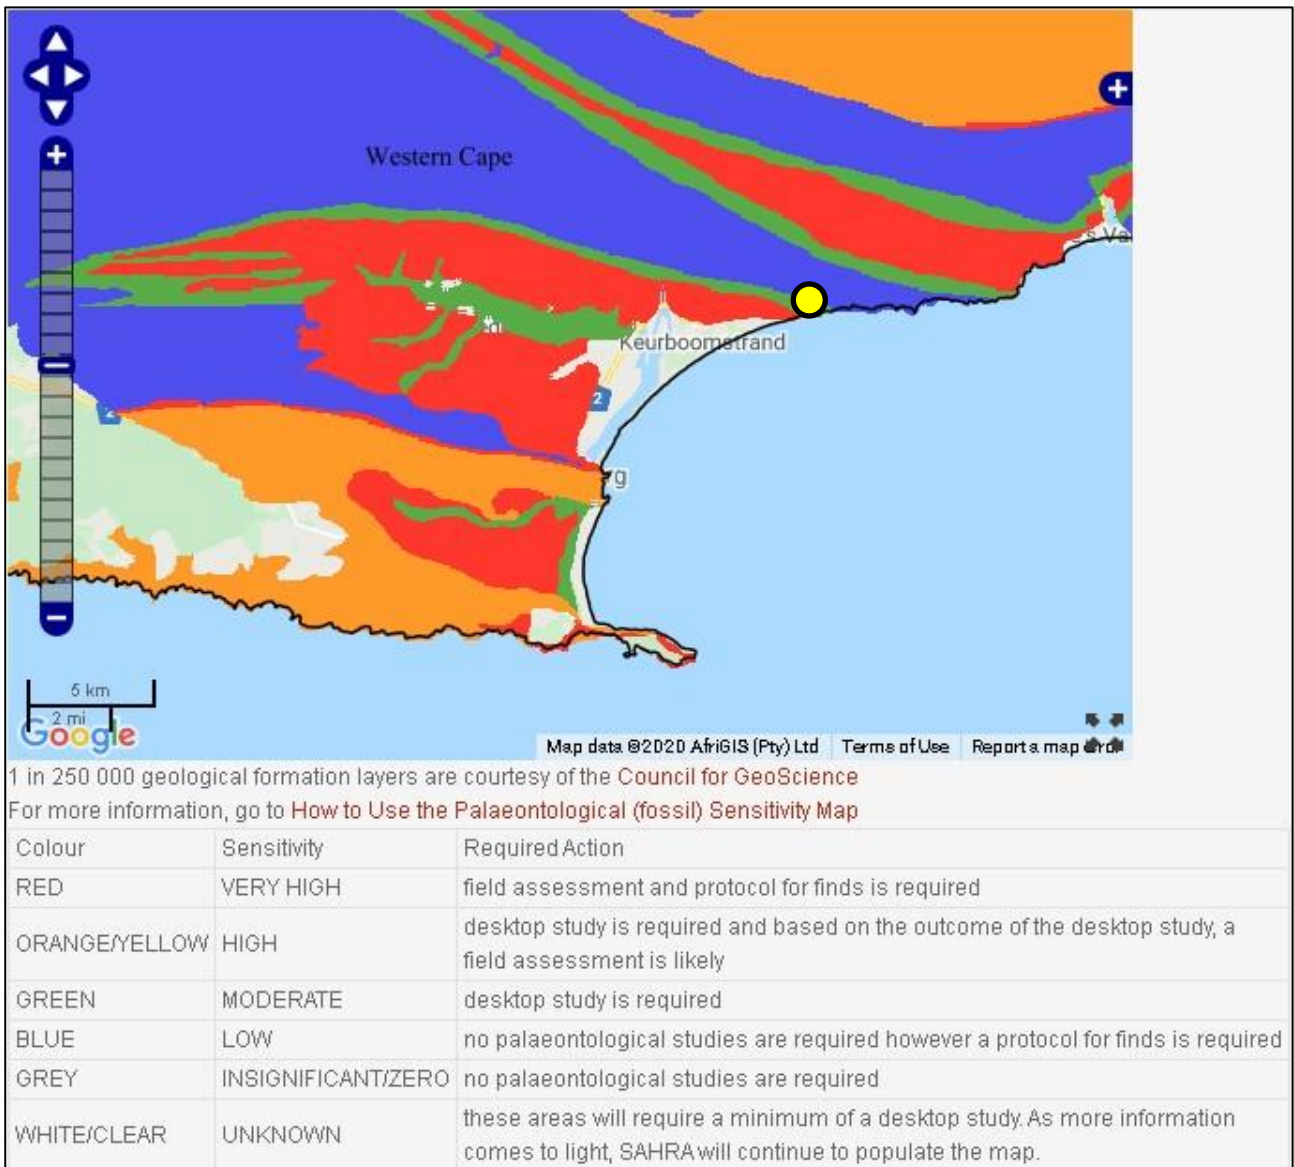 Western Cape
Keurboomstrand
2
2
g
s Va
5 km
2 mi
Google
Map data ©2020 AfriGIS (Pty) Ltd Terms of Use Report a map
1 in 250 000 geological formation layers are courtesy of the Council for GeoScience
For more information, go to How to Use the Palaeontological (fossil) Sensitivity Map
Colour Sensitivity Required Action
RED VERY HIGH field assessment and protocol for finds is required
ORANGE/YELLOW HIGH desktop study is required and based on the outcome of the desktop study, a
field assessment is likely
GREEN MODERATE desktop study is required
BLUE LOW no palaeontological studies are required however a protocol for finds is required
GREY INSIGNIFICANT/ZERO no palaeontological studies are required
WHITE/CLEAR UNKNOWN these areas will require a minimum of a desktop study. As more information
comes to light, SAHRA will continue to populate the map.